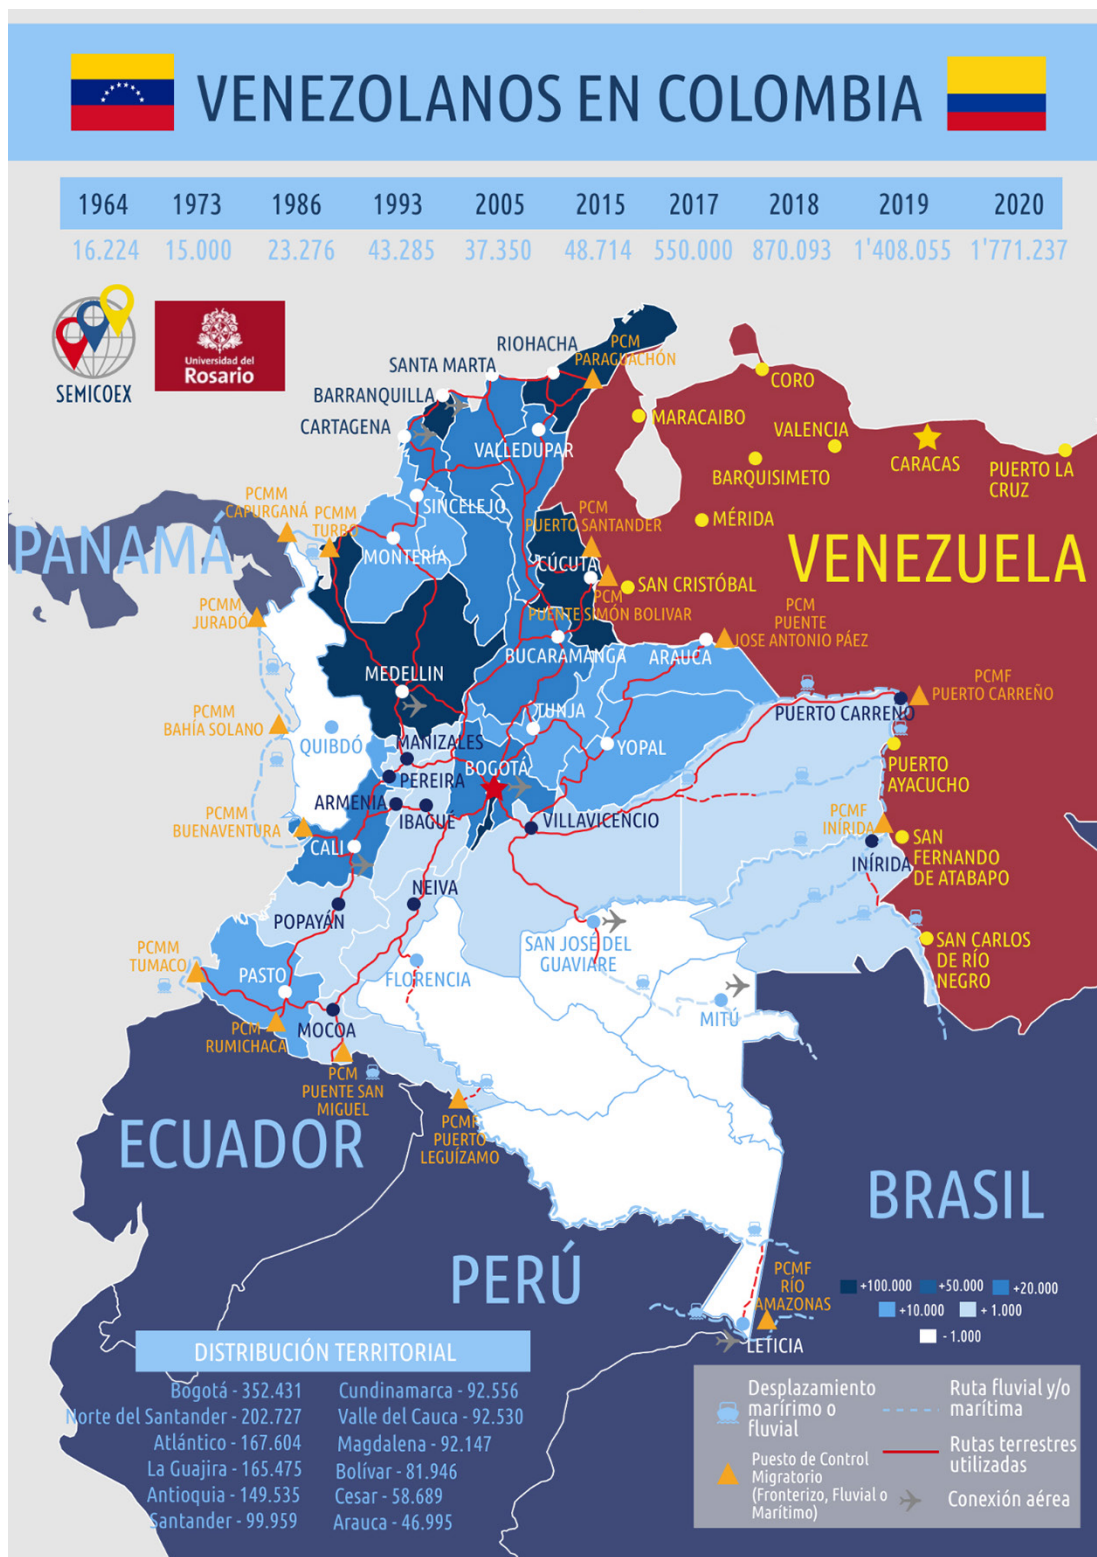 VENEZOLANOS EN COLOMBIA
1964 1973 1986 1993 2005 2015 2017 2018 2019 2020
16.224 15.000 23.276 43.285 37.350 48.714 550.000 870.093 1'408.055 1'771.237
SEMICOEX
Universidad del
Rosario
RIOHACHA
PCM
PARAGUACHÓN
SANTA MARTA
BARRANQUILLA
CARTAGENA
CORO
MARACAIBO
VALENCIA
VALLEDUPAR
BARQUISIMETO
CARACAS
PUERTO LA
CRUZ
PCMM
CAPURGANÁ
PCMM
TURBO
SINCELEJO
PCM
PUERTO SANTANDER
MÉRIDA
PANAMÁ
MONTERÍA
CÚCUTA
VENEZUELA
SAN CRISTÓBAL
PCM
PUENTE SIMÓN BOLIVAR
PCMM
JURADÓ
PCM
PUENTE
JOSE ANTONIO PÁEZ
BUCARAMANGA
ARAUCA
MEDELLIN
PCMF
PUERTO CARREÑO
PUERTO CARREÑO
PCMM
BAHÍA SOLANO
QUIBDÓ
TUNJA
YOPAL
MANIZALES
PEREIRA
BOGOTÁ
PUERTO
AYACUCHO
ARMENIA
IBAGUÉ
VILLAVICENCIO
PCMM
BUENAVENTURA
CALI
PCMF
INÍRIDA
INÍRIDA
SAN
FERNANDO
DE ATABAPO
NEIVA
POPAYÁN
SAN JOSÉ DEL
GUAVIARE
SAN CARLOS
DE RÍO
NEGRO
PCMM
TUMACO
PASTO
FLORENCIA
MITÚ
PCM
RUMICHACA
MOCOA
PCM
PUENTE SAN
MIGUEL
PCMF
PUERTO
LEGUÍZAMO
ECUADOR
BRASIL
PERÚ
PCMF
RÍO
AMAZONAS
LETICIA
+100.000 +50.000 +20.000
+10.000 + 1.000
- 1.000
DISTRIBUCIÓN TERRITORIAL
Bogotá - 352.431
Norte del Santander - 202.727
Atlántico - 167.604
La Guajira - 165.475
Antioquia - 149.535
Santander - 99.959
Cundinamarca - 92.556
Valle del Cauca - 92.530
Magdalena - 92.147
Bolívar - 81.946
Cesar - 58.689
Arauca - 46.995
Desplazamiento
marírimo o
fluvial
Puesto de Control
Migratorio
(Fronterizo, Fluvial o
Marítimo)
Ruta fluvial y/o
marítima
Rutas terrestres
utilizadas
Conexión aérea